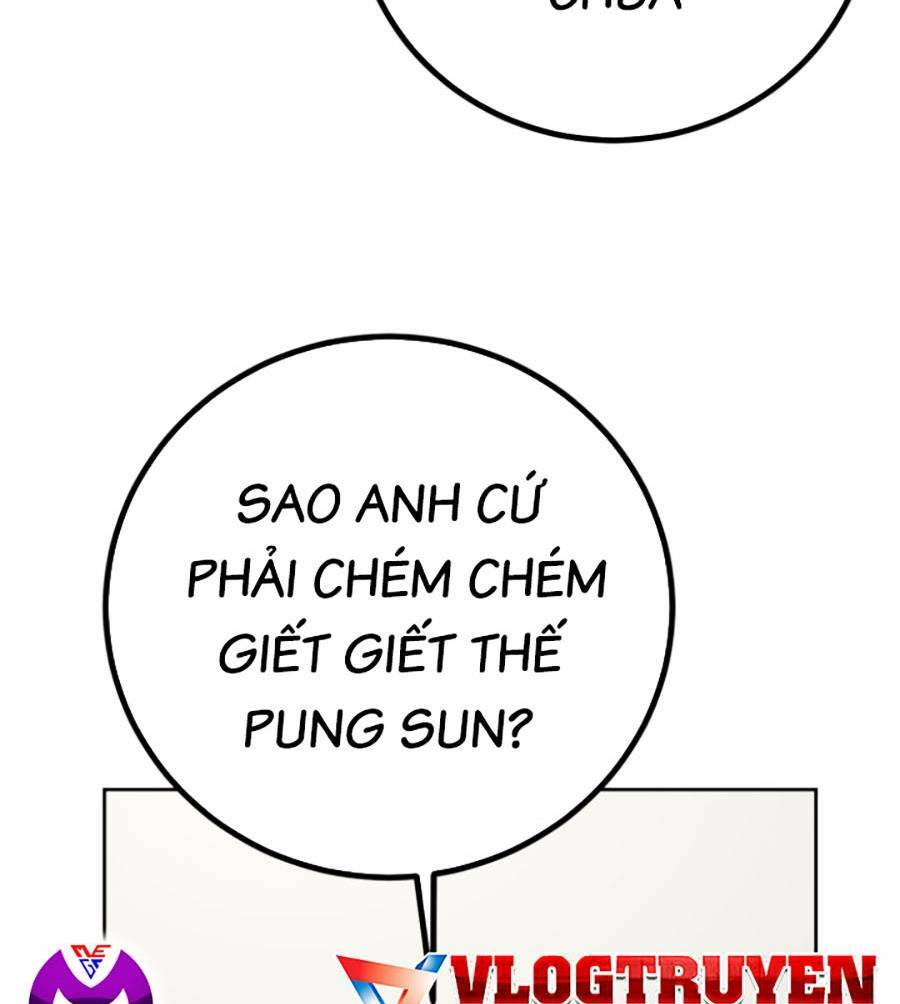 SAO ANH CỨ
PHẢI CHÉM CHÉM
GIẾT GIẾT THẾ
PUNG SUN?
VLOGTRUYEN